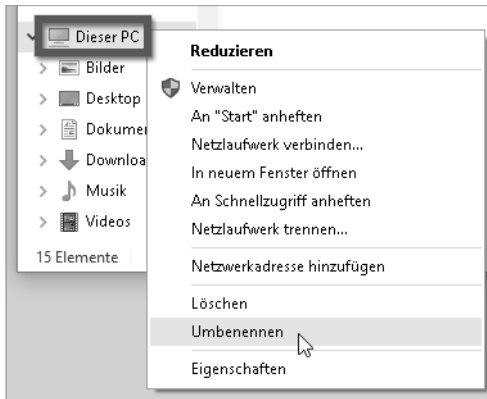 Dieser PC
Bilder
Desktop
Dokume
Downloa
Musik
Videos
15 Elemente
Reduzieren
Verwalten
An "Start" anheften
Netzlaufwerk verbinden...
In neuem Fenster öffnen
An Schnellzugriff anheften
Netzlaufwerk trennen...
Netzwerkadresse hinzufügen
Löschen
Umbenennen
Eigenschaften